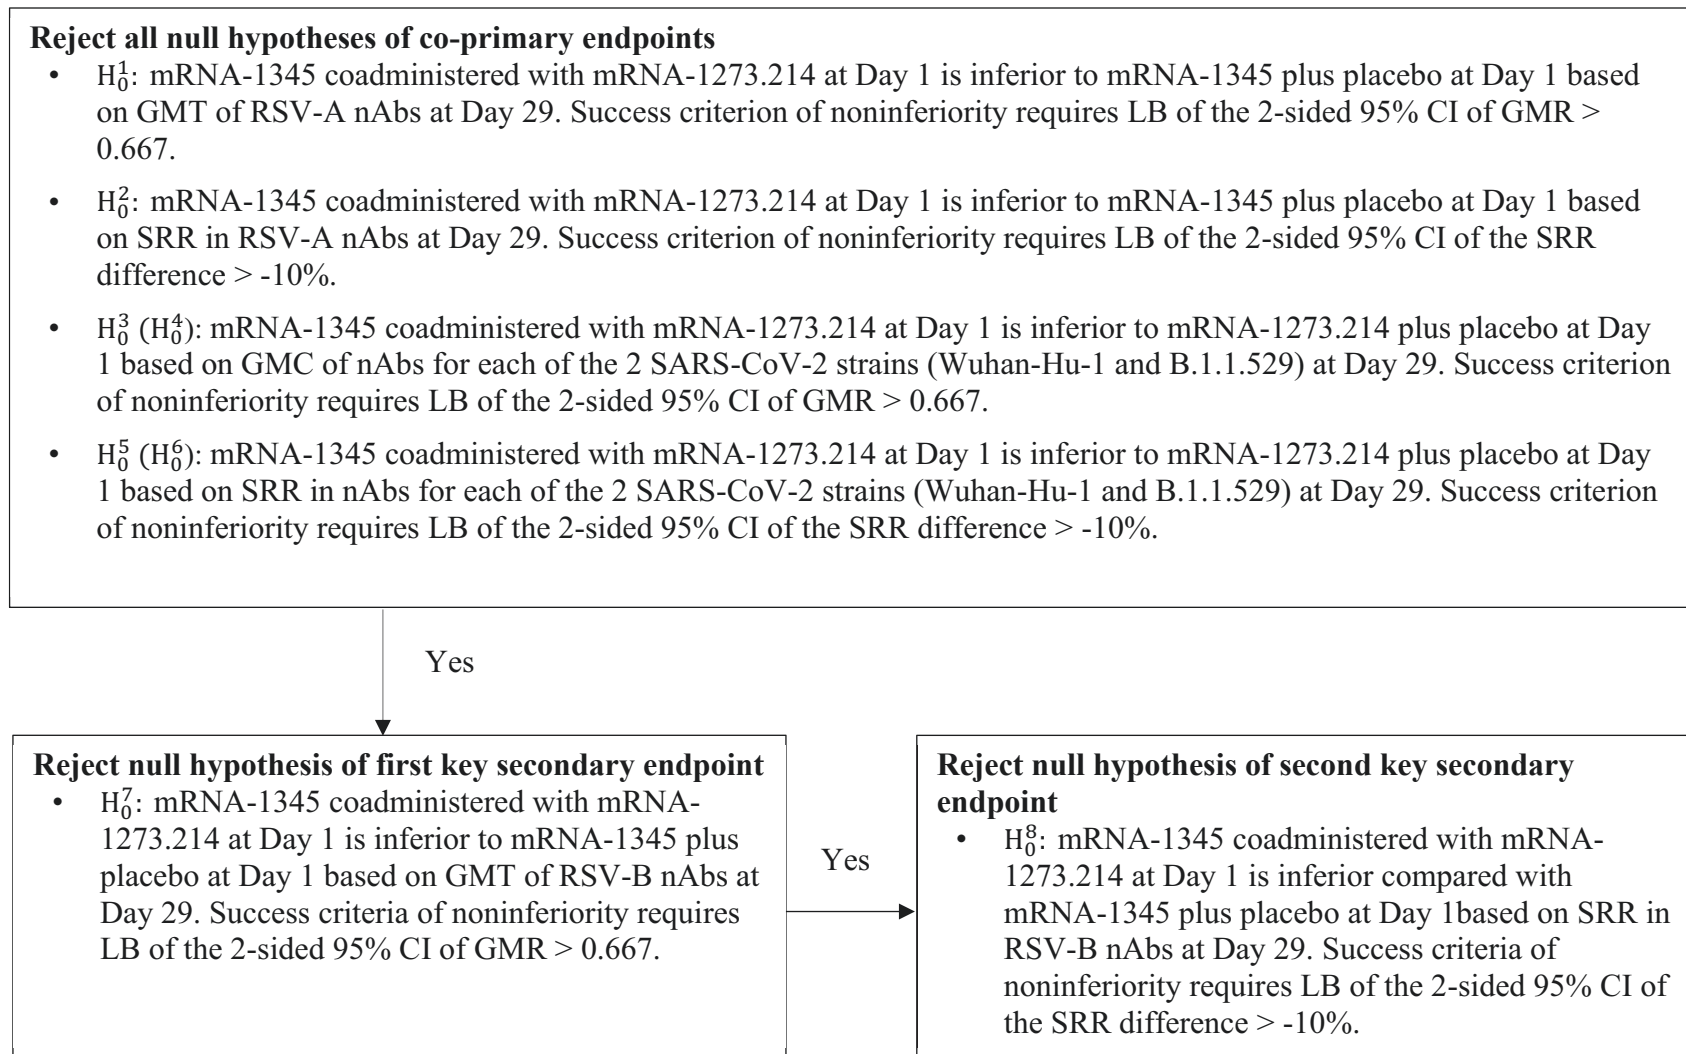 Reject all null hypotheses of co-primary endpoints
• H₀¹: mRNA-1345 coadministered with mRNA-1273.214 at Day 1 is inferior to mRNA-1345 plus placebo at Day 1 based
on GMT of RSV-A nAbs at Day 29. Success criterion of noninferiority requires LB of the 2-sided 95% CI of GMR >
0.667.
• H₀²: mRNA-1345 coadministered with mRNA-1273.214 at Day 1 is inferior to mRNA-1345 plus placebo at Day 1 based
on SRR in RSV-A nAbs at Day 29. Success criterion of noninferiority requires LB of the 2-sided 95% CI of the SRR
difference > -10%.
• H₀³ (H₀⁴): mRNA-1345 coadministered with mRNA-1273.214 at Day 1 is inferior to mRNA-1273.214 plus placebo at Day
1 based on GMC of nAbs for each of the 2 SARS-CoV-2 strains (Wuhan-Hu-1 and B.1.1.529) at Day 29. Success criterion
of noninferiority requires LB of the 2-sided 95% CI of GMR > 0.667.
• H₀⁵ (H₀⁶): mRNA-1345 coadministered with mRNA-1273.214 at Day 1 is inferior to mRNA-1273.214 plus placebo at Day
1 based on SRR in nAbs for each of the 2 SARS-CoV-2 strains (Wuhan-Hu-1 and B.1.1.529) at Day 29. Success criterion
of noninferiority requires LB of the 2-sided 95% CI of the SRR difference > -10%.
Yes
Reject null hypothesis of first key secondary endpoint
• H₀⁷: mRNA-1345 coadministered with mRNA-
1273.214 at Day 1 is inferior to mRNA-1345 plus
placebo at Day 1 based on GMT of RSV-B nAbs at
Day 29. Success criteria of noninferiority requires
LB of the 2-sided 95% CI of GMR > 0.667.
Yes
Reject null hypothesis of second key secondary
endpoint
• H₀⁸: mRNA-1345 coadministered with mRNA-
1273.214 at Day 1 is inferior compared with
mRNA-1345 plus placebo at Day 1based on SRR in
RSV-B nAbs at Day 29. Success criteria of
noninferiority requires LB of the 2-sided 95% CI of
the SRR difference > -10%.